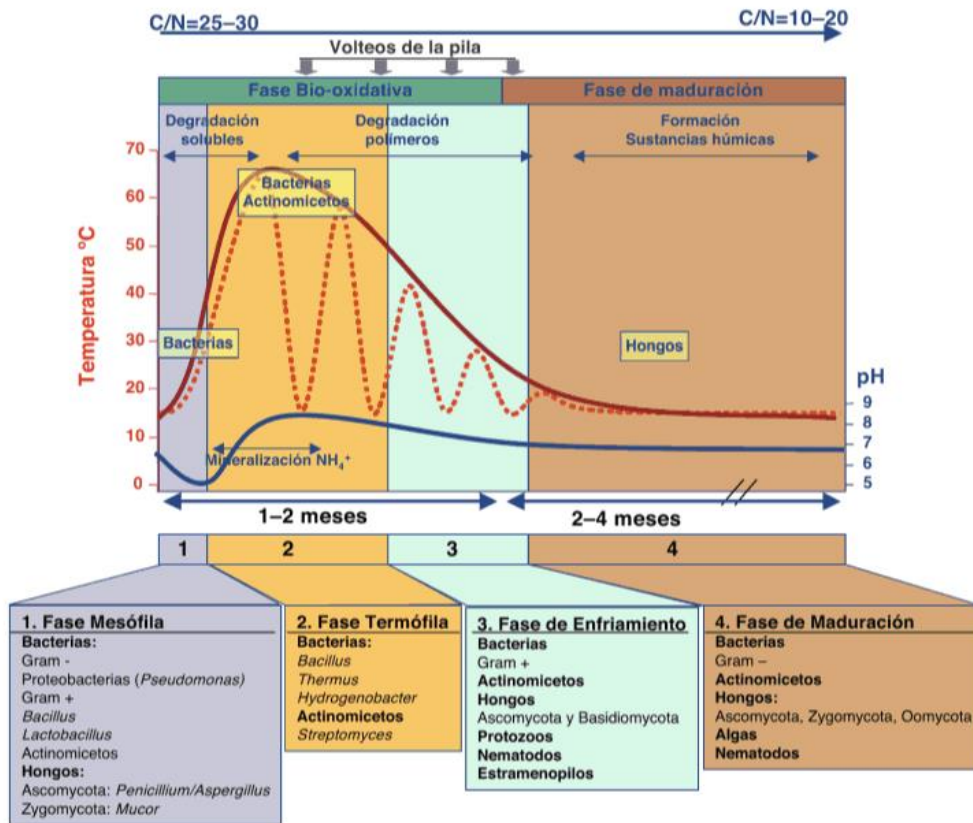 C/N=25–30
C/N=10–20
Volteos de la pila
Fase Bio-oxidativa
Fase de maduración
Degradación
solubles
Degradación
polímeros
Formación
Sustancias húmicas
Temperatura ºC
70
60
50
40
30
20
10
0
Bacterias
Actinomicetos
Bacterias
Hongos
pH
9
8
7
6
5
Mineralización NH₄⁺
1–2 meses
2–4 meses
1
2
3
4
1. Fase Mesófila
Bacterias:
Gram -
Proteobacterias (Pseudomonas)
Gram +
Bacillus
Lactobacillus
Actinomicetos
Hongos:
Ascomycota: Penicillium/Aspergillus
Zygomycota: Mucor
2. Fase Termófila
Bacterias:
Bacillus
Thermus
Hydrogenobacter
Actinomicetos
Streptomyces
3. Fase de Enfriamiento
Bacterias
Gram +
Actinomicetos
Hongos
Ascomycota y Basidiomycota
Protozoos
Nematodos
Estramenopilos
4. Fase de Maduración
Bacterias
Gram –
Actinomicetos
Hongos:
Ascomycota, Zygomycota, Oomycota
Algas
Nematodos